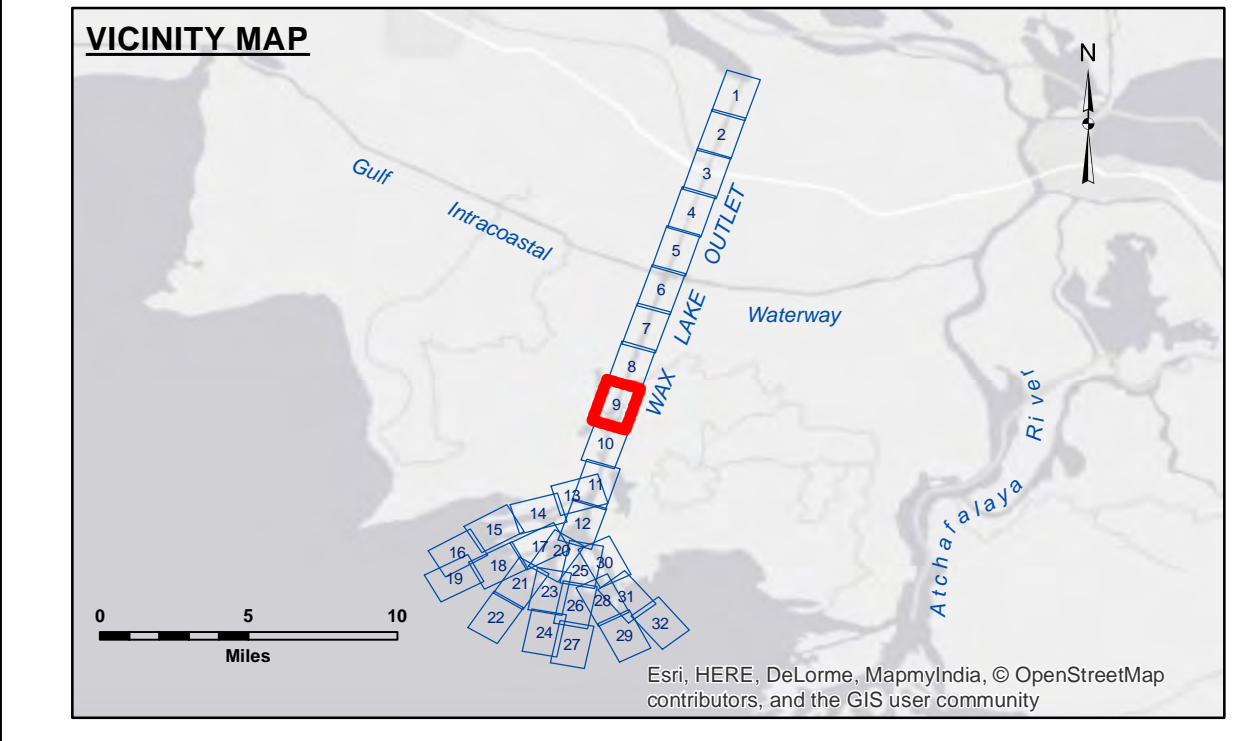 VICINITY MAP
N
1
2
3
4
5
6
7
8
9
10
11
13
12
14
15
16
17
20
18
19
25
30
21
23
26
28
31
22
24
27
29
32
Gulf
Intracoastal
Waterway
WAX LAKE OUTLET
Atchafalaya River
0 5 10
Miles
Esri, HERE, DeLorme, MapmyIndia, © OpenStreetMap
contributors, and the GIS user community